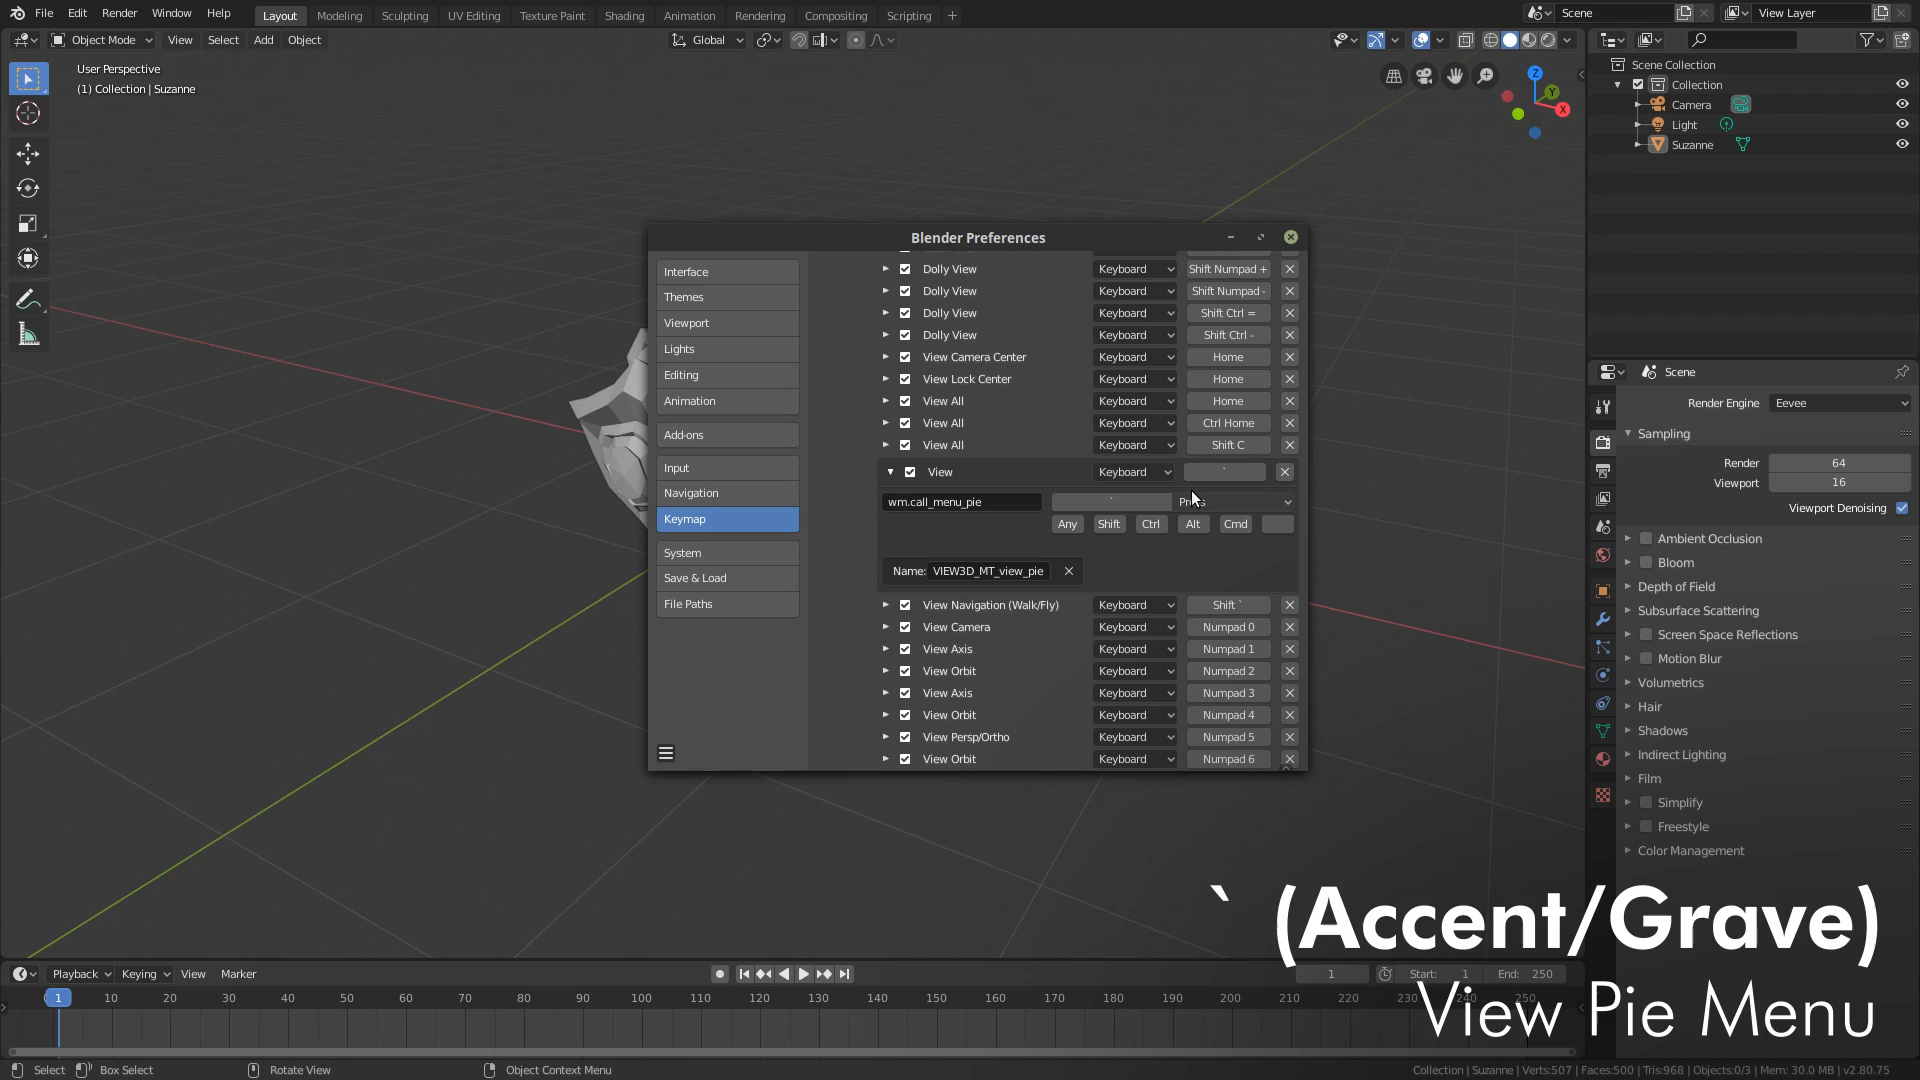 File Edit Render Window Help Layout Modeling Sculpting UV Editing Texture Paint Shading Animation Rendering Compositing Scripting + Scene View Layer
Object Mode View Select Add Object Global
User Perspective
(1) Collection | Suzanne
Z
Y
X
Scene Collection
Collection
Camera
Light
Suzanne
Blender Preferences
Interface
Themes
Viewport
Lights
Editing
Animation
Add-ons
Input
Navigation
Keymap
System
Save & Load
File Paths
Dolly View Keyboard Shift Numpad +
Dolly View Keyboard Shift Numpad -
Dolly View Keyboard Shift Ctrl =
Dolly View Keyboard Shift Ctrl -
View Camera Center Keyboard Home
View Lock Center Keyboard Home
View All Keyboard Home
View All Keyboard Ctrl Home
View All Keyboard Shift C
View Keyboard `
wm.call_menu_pie `
Any Shift Ctrl Alt Cmd
Name: VIEW3D_MT_view_pie
View Navigation (Walk/Fly) Keyboard Shift `
View Camera Keyboard Numpad 0
View Axis Keyboard Numpad 1
View Orbit Keyboard Numpad 2
View Axis Keyboard Numpad 3
View Orbit Keyboard Numpad 4
View Persp/Ortho Keyboard Numpad 5
View Orbit Keyboard Numpad 6
Scene
Render Engine Eevee
Sampling
Render 64
Viewport 16
Viewport Denoising
Ambient Occlusion
Bloom
Depth of Field
Subsurface Scattering
Screen Space Reflections
Motion Blur
Volumetrics
Hair
Shadows
Indirect Lighting
Film
Simplify
Freestyle
Color Management
` (Accent/Grave)
View Pie Menu
Playback Keying View Marker 1 Start: 1 End: 250
1 10 20 30 40 50 60 70 80 90 100 110 120 130 140 150 160 170 180 190 200 210 220 230 240 250
Select Box Select Rotate View Object Context Menu Collection | Suzanne | Verts:507 | Faces:500 | Tris:968 | Objects:0/3 | Mem: 30.0 MB | v2.80.75